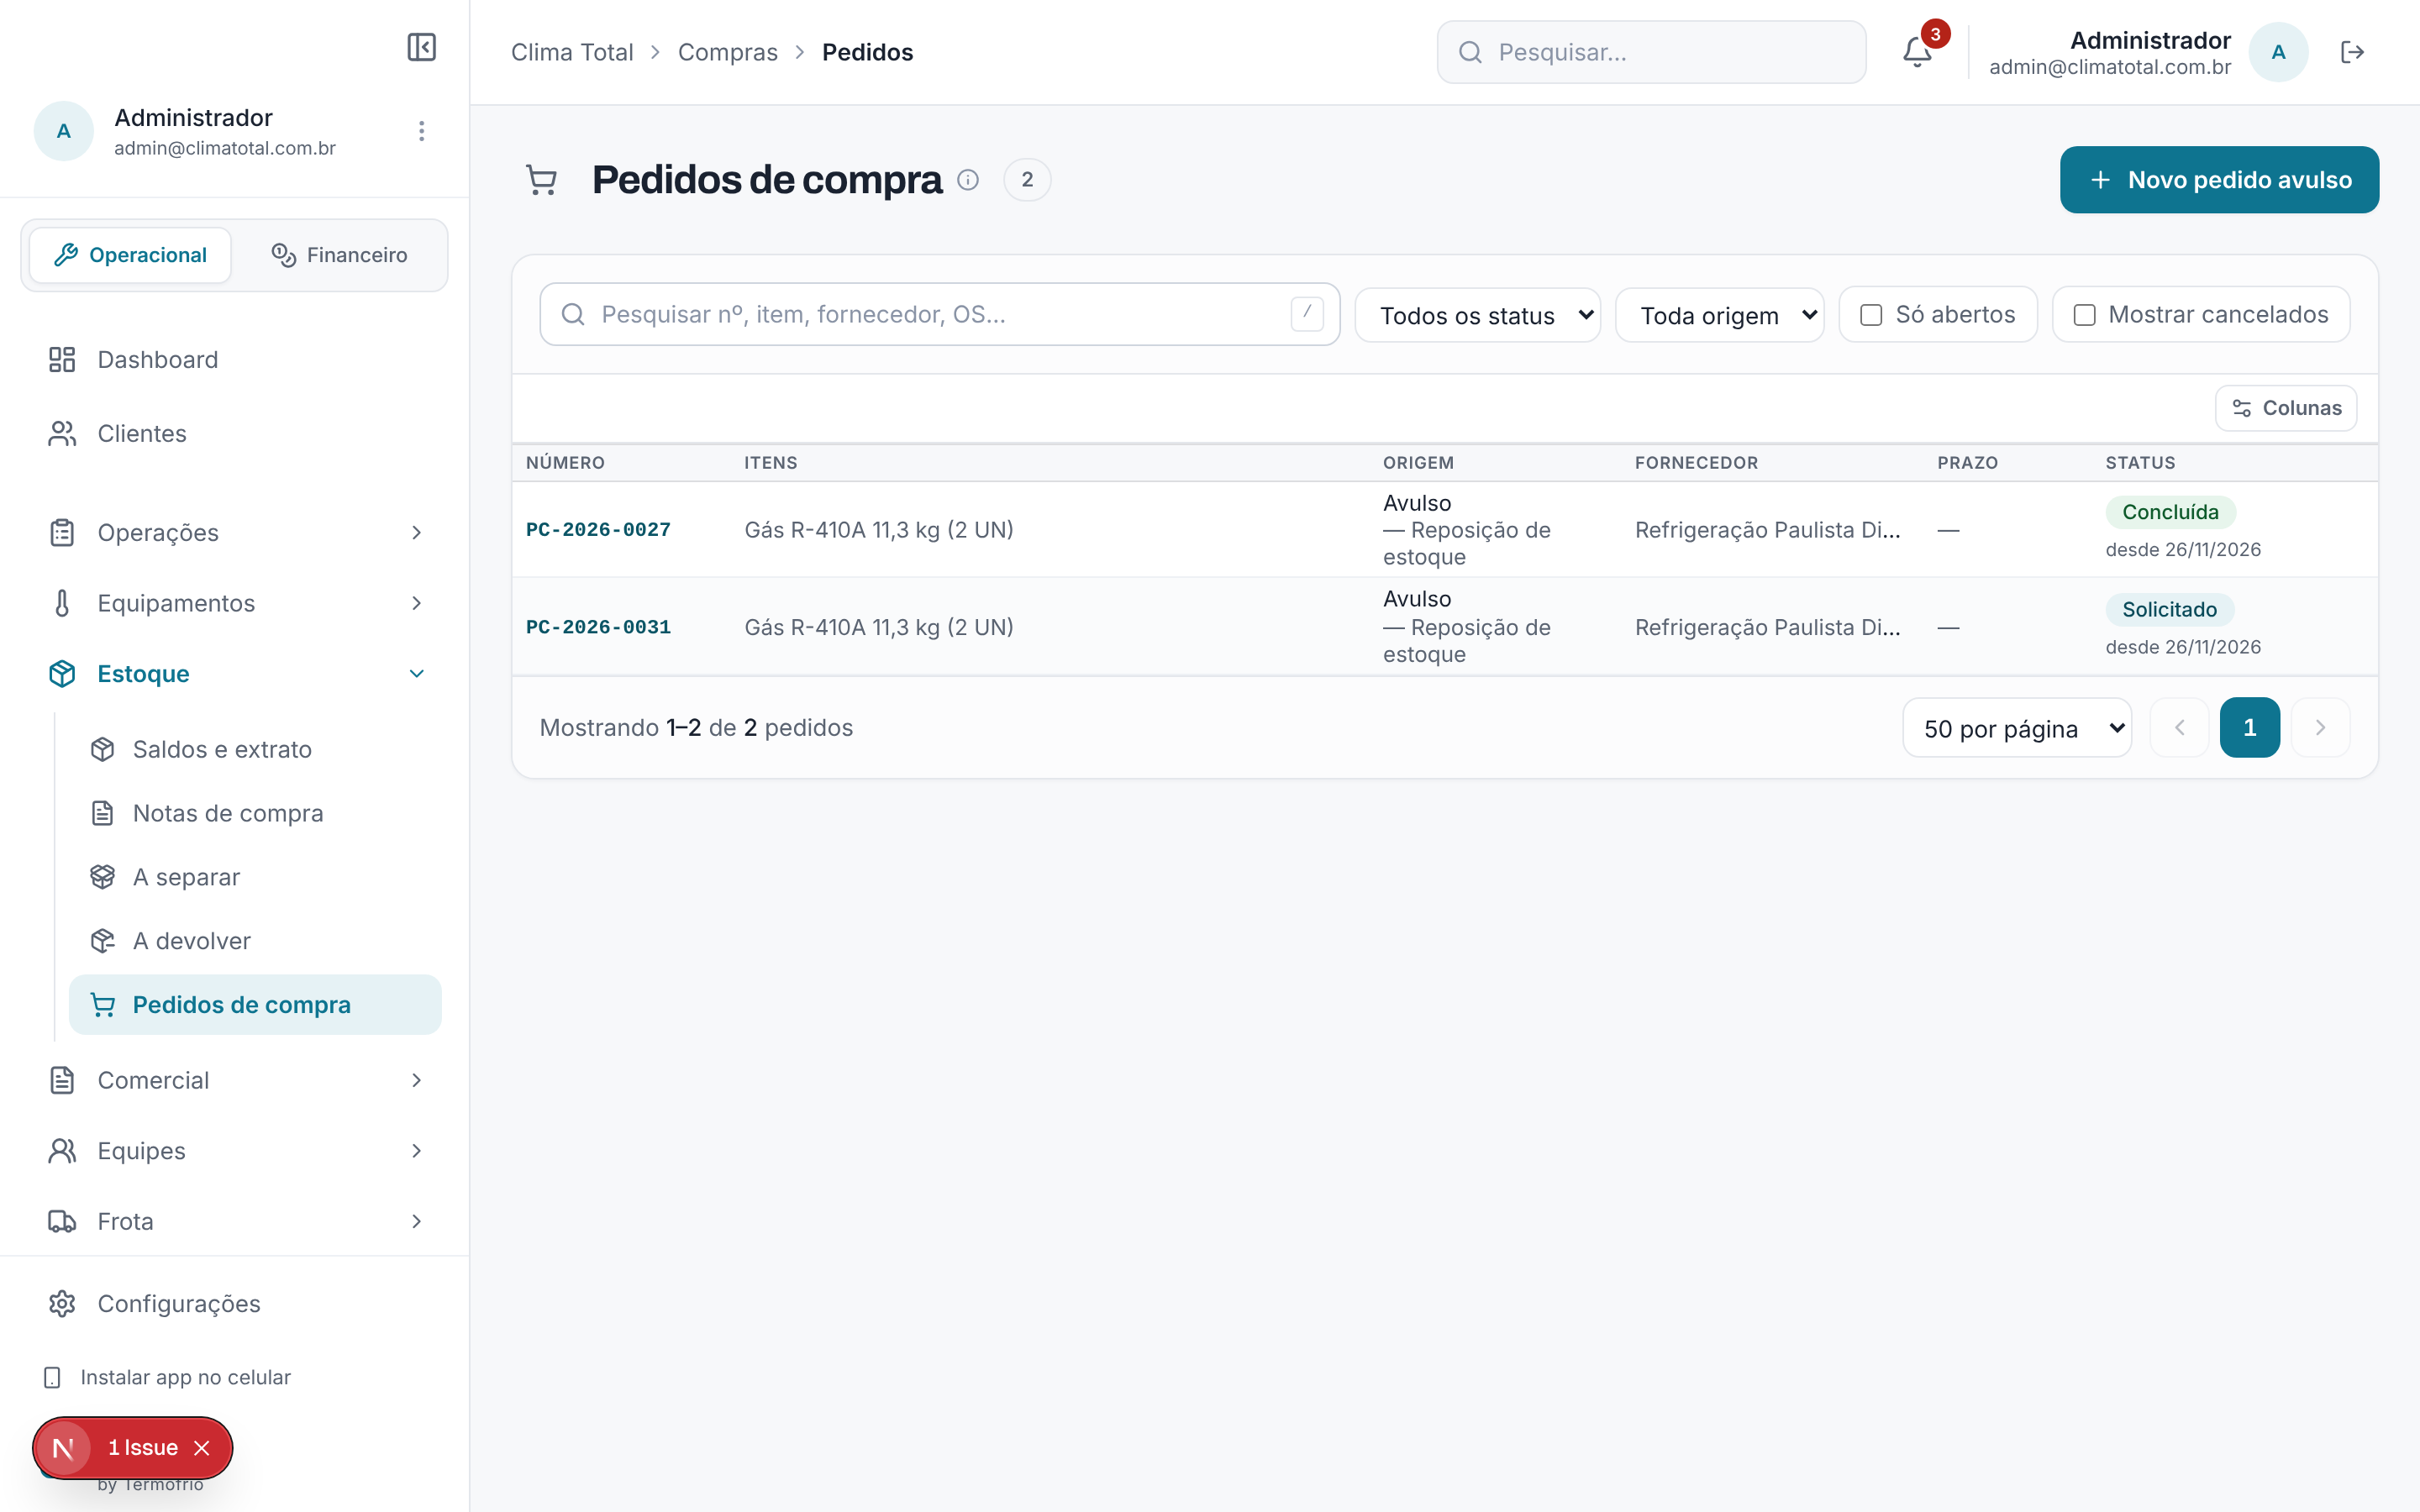 Administrador
admin@climatotal.com.br
Operacional
Financeiro
Dashboard
Clientes
Operações
Equipamentos
Estoque
Saldos e extrato
Notas de compra
A separar
A devolver
Pedidos de compra
Comercial
Equipes
Frota
Configurações
Instalar app no celular
1 Issue
by Termofrio
Clima Total > Compras > Pedidos
Pesquisar...
3
Administrador
admin@climatotal.com.br
A
A
Pedidos de compra
2
+ Novo pedido avulso
Pesquisar nº, item, fornecedor, OS...
/
Todos os status
Toda origem
Só abertos
Mostrar cancelados
Colunas
NÚMERO ITENS ORIGEM FORNECEDOR PRAZO STATUS
PC-2026-0027 Gás R-410A 11,3 kg (2 UN) Avulso
— Reposição de
estoque
Refrigeração Paulista Di... — Concluída
desde 26/11/2026
PC-2026-0031 Gás R-410A 11,3 kg (2 UN) Avulso
— Reposição de
estoque
Refrigeração Paulista Di... — Solicitado
desde 26/11/2026
Mostrando 1–2 de 2 pedidos
50 por página
1